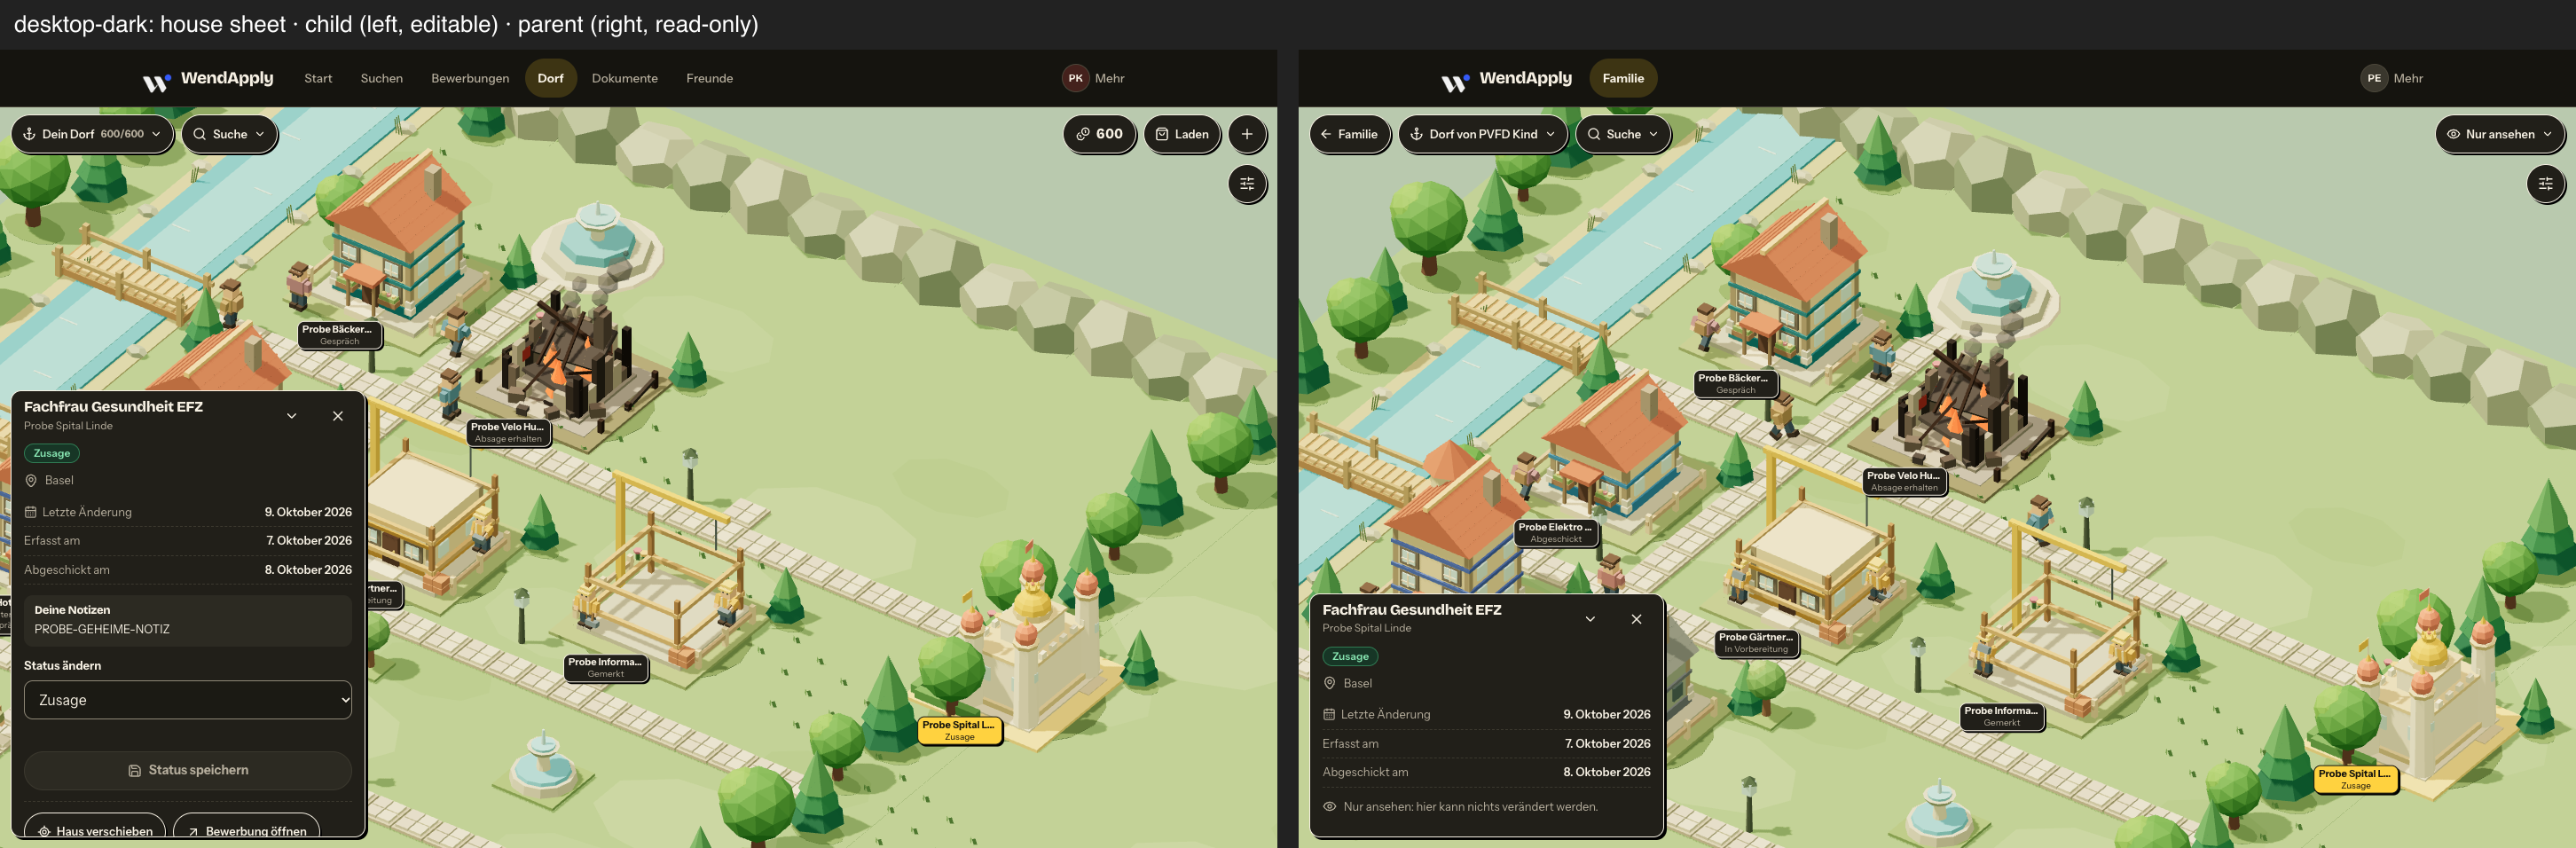 desktop-dark: house sheet · child (left, editable) · parent (right, read-only)
WendApply Start Suchen Bewerbungen Dorf Dokumente Freunde PK Mehr
Dein Dorf 600/600 Suche 600 Laden
Probe Bäcker...
Gespräch
Probe Velo Hu...
Absage erhalten
Fachfrau Gesundheit EFZ
Probe Spital Linde
Zusage
Basel
Letzte Änderung 9. Oktober 2026
Erfasst am 7. Oktober 2026
Abgeschickt am 8. Oktober 2026
Deine Notizen
PROBE-GEHEIME-NOTIZ
Status ändern
Zusage
Status speichern
Haus verschieben Bewerbung öffnen
Probe Informa...
Gemerkt
Probe Spital L...
Zusage
WendApply Familie PE Mehr
Familie Dorf von PVFD Kind Suche Nur ansehen
Probe Bäcker...
Gespräch
Probe Velo Hu...
Absage erhalten
Probe Elektro ...
Abgeschickt
Probe Gärtner...
In Vorbereitung
Probe Informa...
Gemerkt
Probe Spital L...
Zusage
Fachfrau Gesundheit EFZ
Probe Spital Linde
Zusage
Basel
Letzte Änderung 9. Oktober 2026
Erfasst am 7. Oktober 2026
Abgeschickt am 8. Oktober 2026
Nur ansehen: hier kann nichts verändert werden.